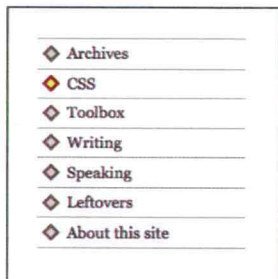 Archives
CSS
Toolbox
Writing
Speaking
Leftovers
About this site